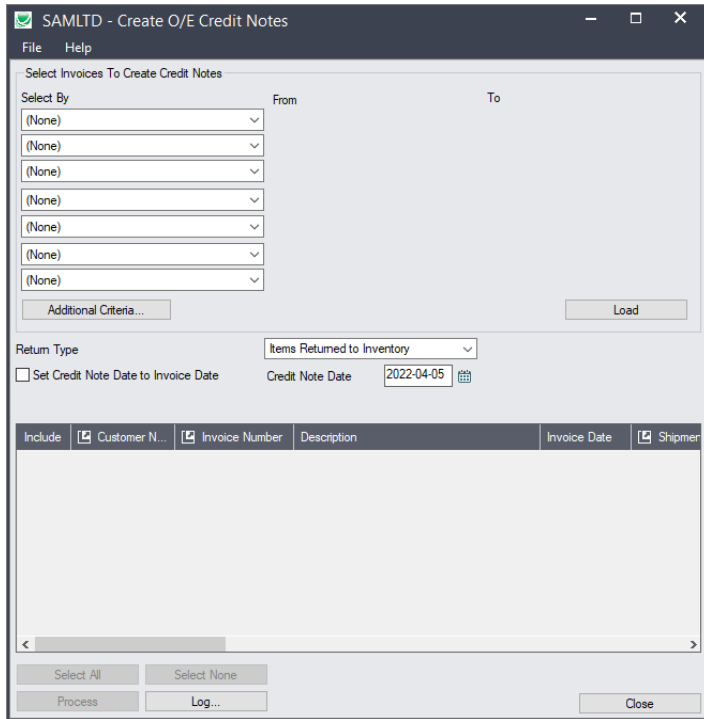 SAMLTD - Create O/E Credit Notes
File Help
Select Invoices To Create Credit Notes
Select By From To
(None)
(None)
(None)
(None)
(None)
(None)
(None)
Additional Criteria... Load
Return Type Items Returned to Inventory
Set Credit Note Date to Invoice Date Credit Note Date 2022-04-05
Include Customer N... Invoice Number Description Invoice Date Shipmen
Select All Select None
Process Log... Close